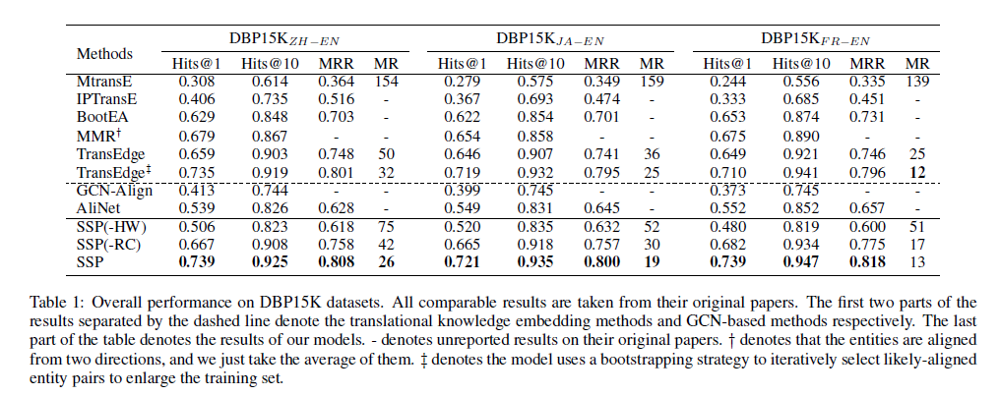 Methods DBP15K_{ZH−EN} DBP15K_{JA−EN} DBP15K_{FR−EN}
Hits@1 Hits@10 MRR MR Hits@1 Hits@10 MRR MR Hits@1 Hits@10 MRR MR
MtransE 0.308 0.614 0.364 154 0.279 0.575 0.349 159 0.244 0.556 0.335 139
IPTransE 0.406 0.735 0.516 - 0.367 0.693 0.474 - 0.333 0.685 0.451 -
BootEA 0.629 0.848 0.703 - 0.622 0.854 0.701 - 0.653 0.874 0.731 -
MMR† 0.679 0.867 - - 0.654 0.858 - - 0.675 0.890 - -
TransEdge 0.659 0.903 0.748 50 0.646 0.907 0.741 36 0.649 0.921 0.746 25
TransEdge‡ 0.735 0.919 0.801 32 0.719 0.932 0.795 25 0.710 0.941 0.796 12
GCN-Align 0.413 0.744 - - 0.399 0.745 - - 0.373 0.745 - -
AliNet 0.539 0.826 0.628 - 0.549 0.831 0.645 - 0.552 0.852 0.657 -
SSP(-HW) 0.506 0.823 0.618 75 0.520 0.835 0.632 52 0.480 0.819 0.600 51
SSP(-RC) 0.667 0.908 0.758 42 0.665 0.918 0.757 30 0.682 0.934 0.775 17
SSP 0.739 0.925 0.808 26 0.721 0.935 0.800 19 0.739 0.947 0.818 13
Table 1: Overall performance on DBP15K datasets. All comparable results are taken from their original papers. The first two parts of the
results separated by the dashed line denote the translational knowledge embedding methods and GCN-based methods respectively. The last
part of the table denotes the results of our models. - denotes unreported results on their original papers. † denotes that the entities are aligned
from two directions, and we just take the average of them. ‡ denotes the model uses a bootstrapping strategy to iteratively select likely-aligned
entity pairs to enlarge the training set.